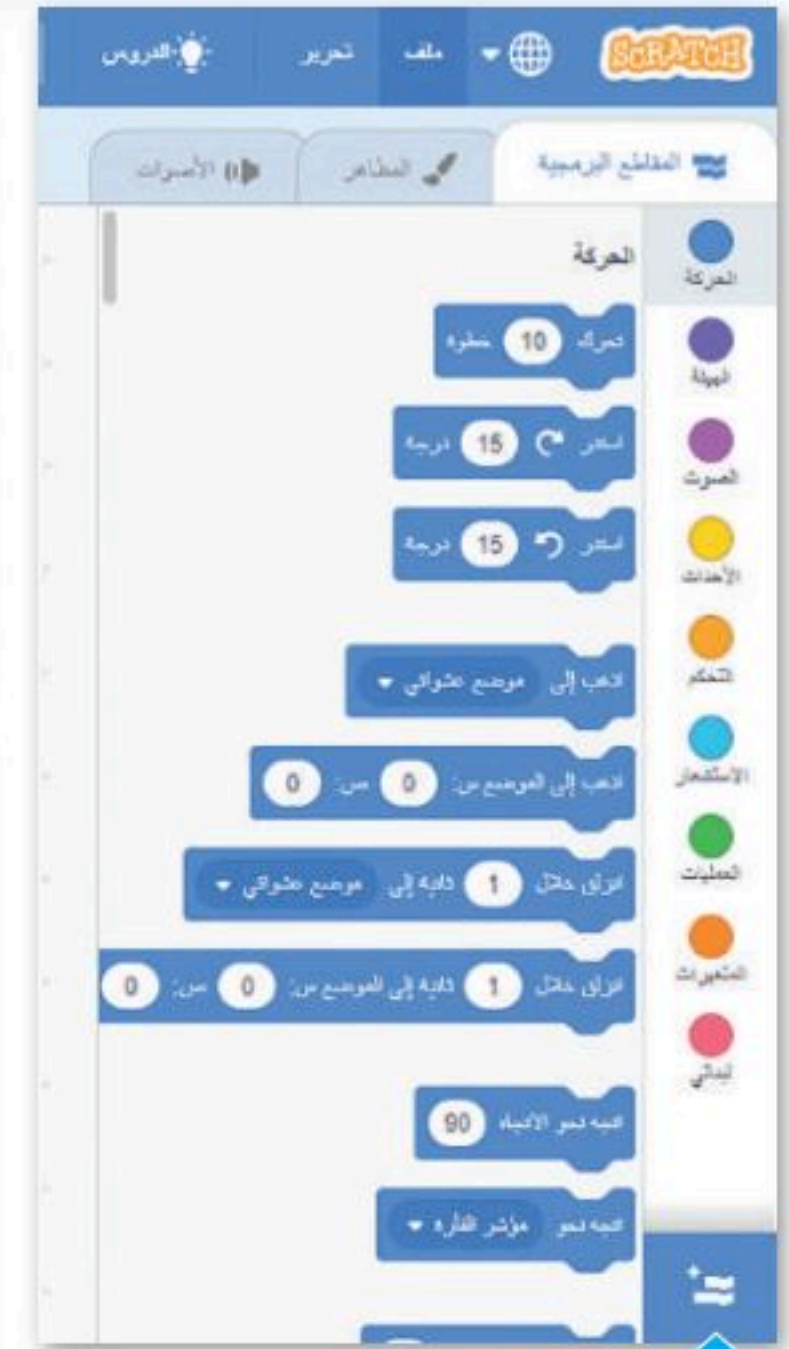 SCRATCH ملف تحرير الدروس
المقاطع البرمجية المظاهر الأصوات
الحركة
الهيئة
الصوت
الأحداث
التحكم
الاستشعار
العمليات
المتغيرات
لبناتي
الحركة
تحرك 10 خطوة
استدر 15 درجة
استدر 15 درجة
اذهب إلى موضع عشوائي
اذهب إلى الموضع س: 0 ص: 0
انزلق خلال 1 ثانية إلى موضع عشوائي
انزلق خلال 1 ثانية إلى الموضع س: 0 ص: 0
اتجه نحو الاتجاه 90
اتجه نحو مؤشر الفأرة